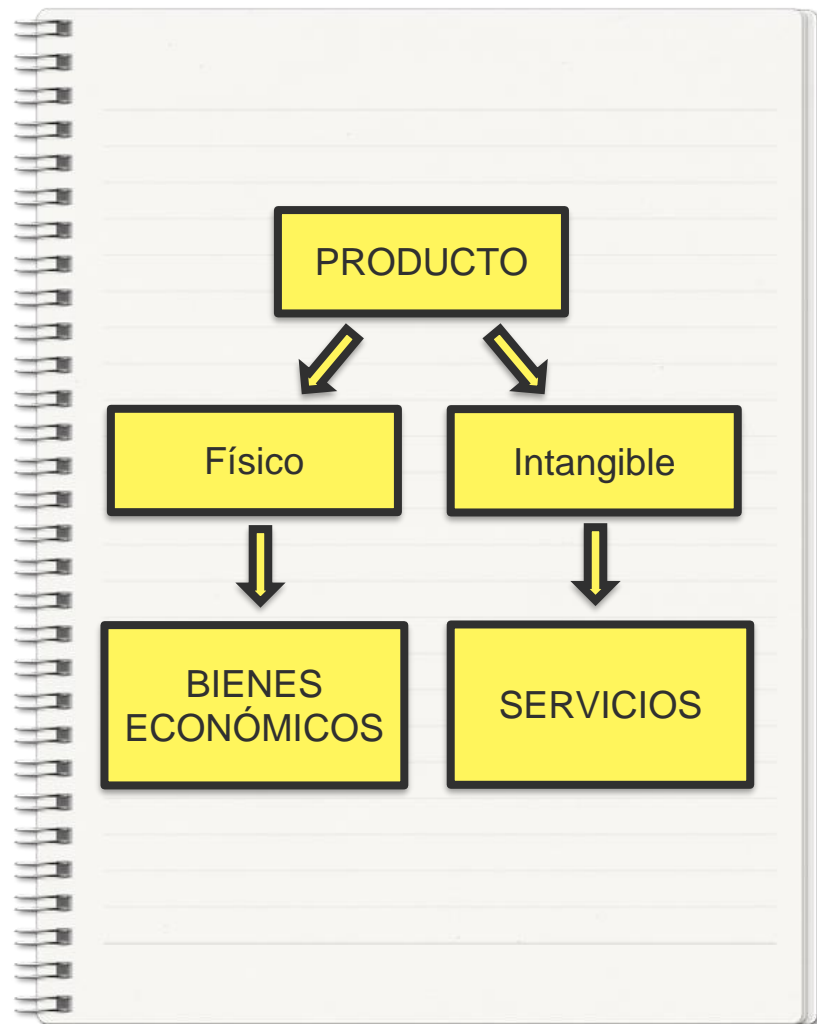 PRODUCTO
Físico
Intangible
BIENES
ECONÓMICOS
SERVICIOS